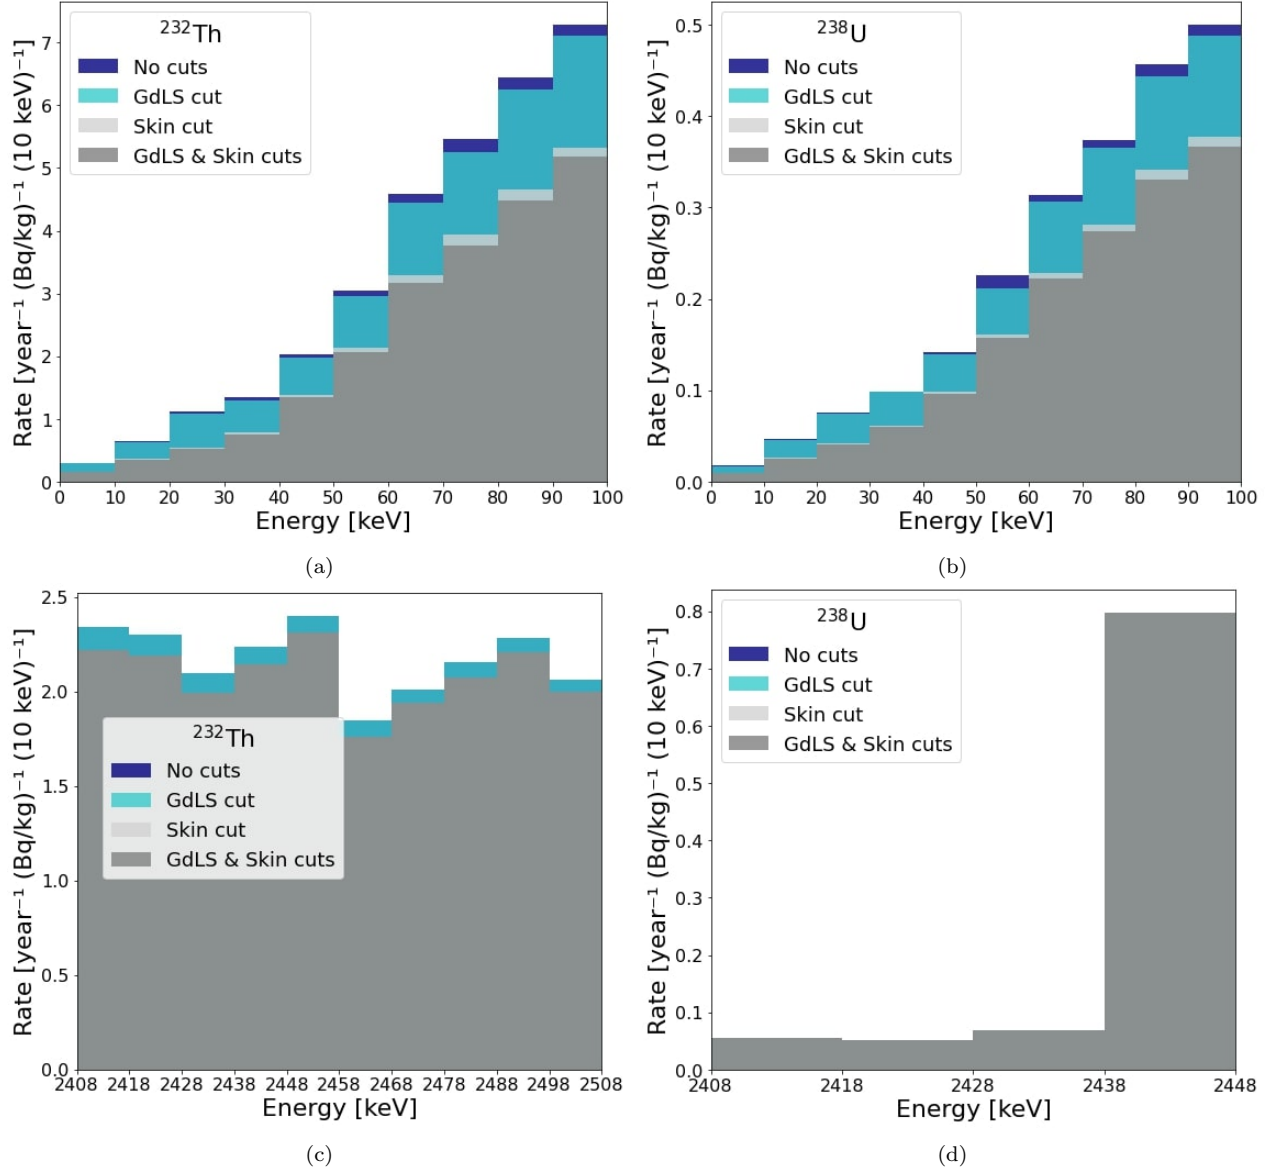 ²³²Th
No cuts
GdLS cut
Skin cut
GdLS & Skin cuts
Rate [year⁻¹ (Bq/kg)⁻¹ (10 keV)⁻¹]
7
6
5
4
3
2
1
0
0 10 20 30 40 50 60 70 80 90 100
Energy [keV]
(a)
²³⁸U
No cuts
GdLS cut
Skin cut
GdLS & Skin cuts
Rate [year⁻¹ (Bq/kg)⁻¹ (10 keV)⁻¹]
0.5
0.4
0.3
0.2
0.1
0.0
0 10 20 30 40 50 60 70 80 90 100
Energy [keV]
(b)
²³²Th
No cuts
GdLS cut
Skin cut
GdLS & Skin cuts
Rate [year⁻¹ (Bq/kg)⁻¹ (10 keV)⁻¹]
2.5
2.0
1.5
1.0
0.5
0.0
2408 2418 2428 2438 2448 2458 2468 2478 2488 2498 2508
Energy [keV]
(c)
²³⁸U
No cuts
GdLS cut
Skin cut
GdLS & Skin cuts
Rate [year⁻¹ (Bq/kg)⁻¹ (10 keV)⁻¹]
0.8
0.7
0.6
0.5
0.4
0.3
0.2
0.1
0.0
2408 2418 2428 2438 2448
Energy [keV]
(d)